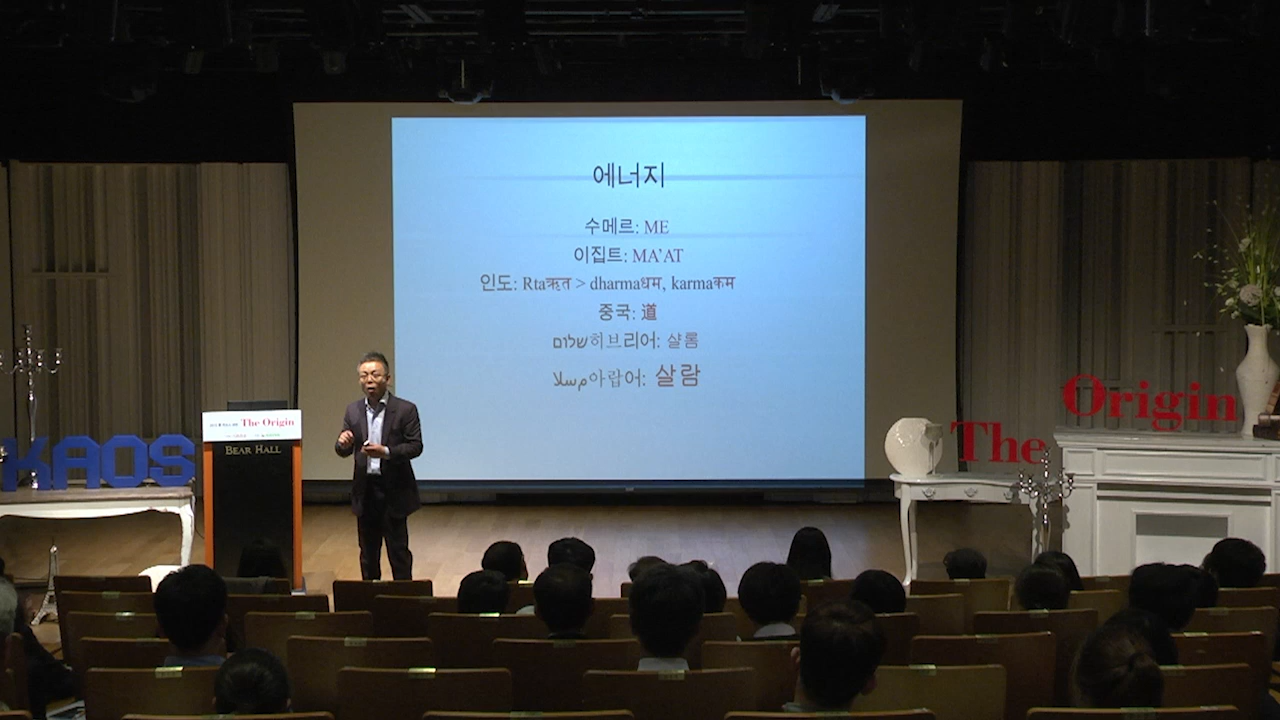 에너지
수메르: ME
이집트: MA'AT
인도: Rtaऋत > dharmaधम, karmaकम
중국: 道
שלום히브리어: 샬롬
ملاس아랍어: 살람
The Origin
BEAR HALL
KAOS
The Origin